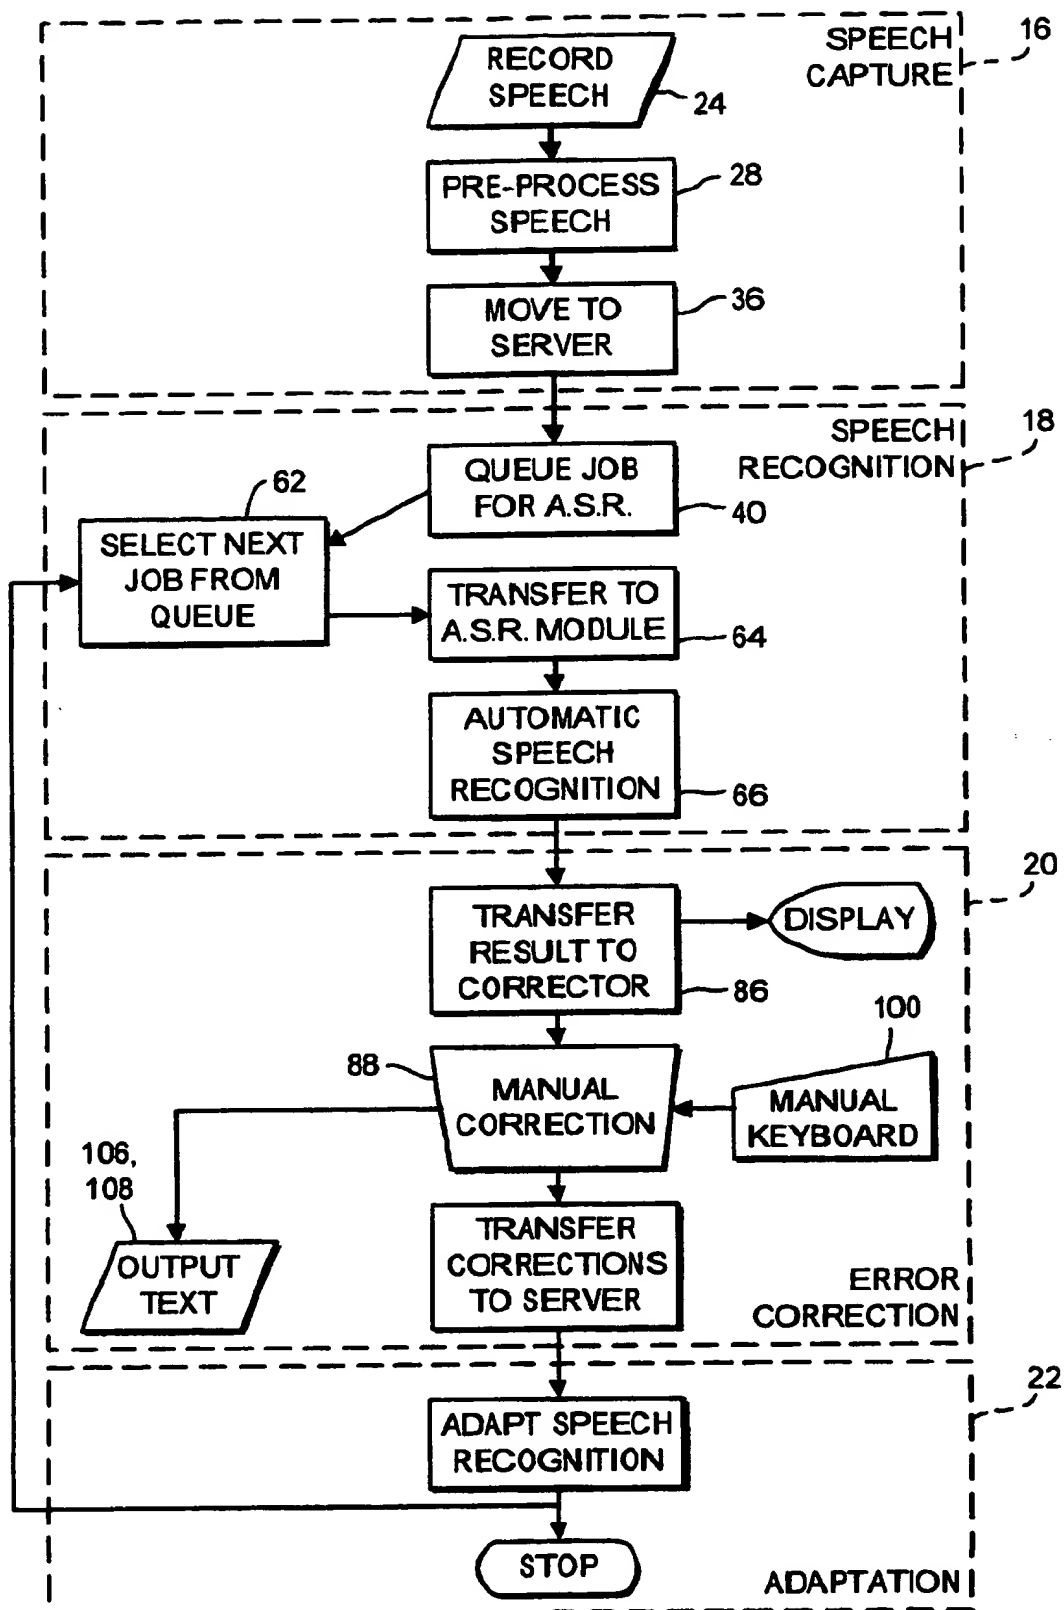 SPEECH
CAPTURE
16
RECORD
SPEECH
24
PRE-PROCESS
SPEECH
28
MOVE TO
SERVER
36
SPEECH
RECOGNITION
18
QUEUE JOB
FOR A.S.R.
40
62
SELECT NEXT
JOB FROM
QUEUE
TRANSFER TO
A.S.R. MODULE
64
AUTOMATIC
SPEECH
RECOGNITION
66
20
TRANSFER
RESULT TO
CORRECTOR
86
DISPLAY
100
88
MANUAL
CORRECTION
MANUAL
KEYBOARD
106,
108
OUTPUT
TEXT
TRANSFER
CORRECTIONS
TO SERVER
ERROR
CORRECTION
22
ADAPT SPEECH
RECOGNITION
STOP
ADAPTATION